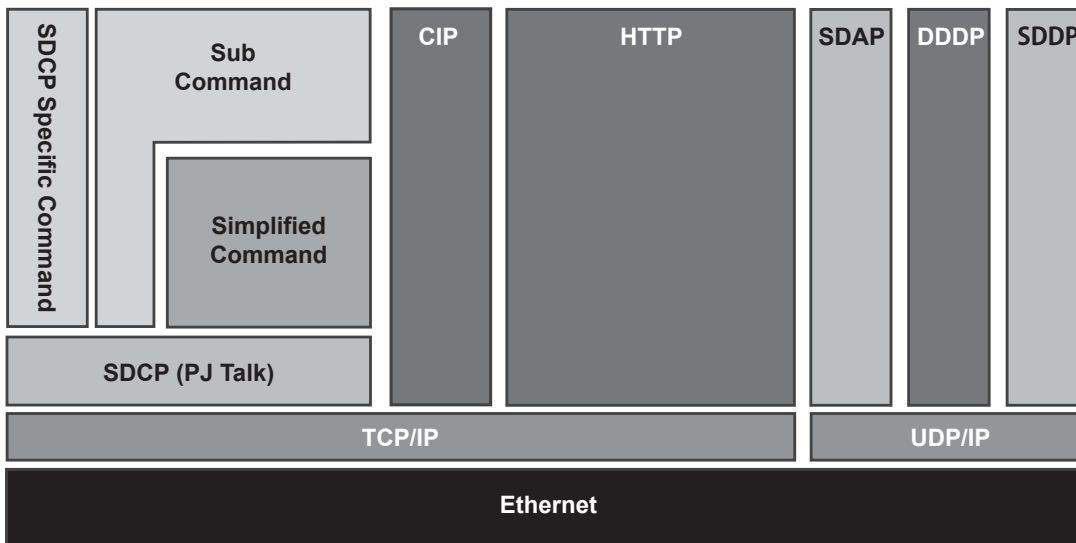 SDCP Specific Command
Sub
Command
CIP
HTTP
SDAP
DDDP
SDDP
Simplified
Command
SDCP (PJ Talk)
TCP/IP
UDP/IP
Ethernet